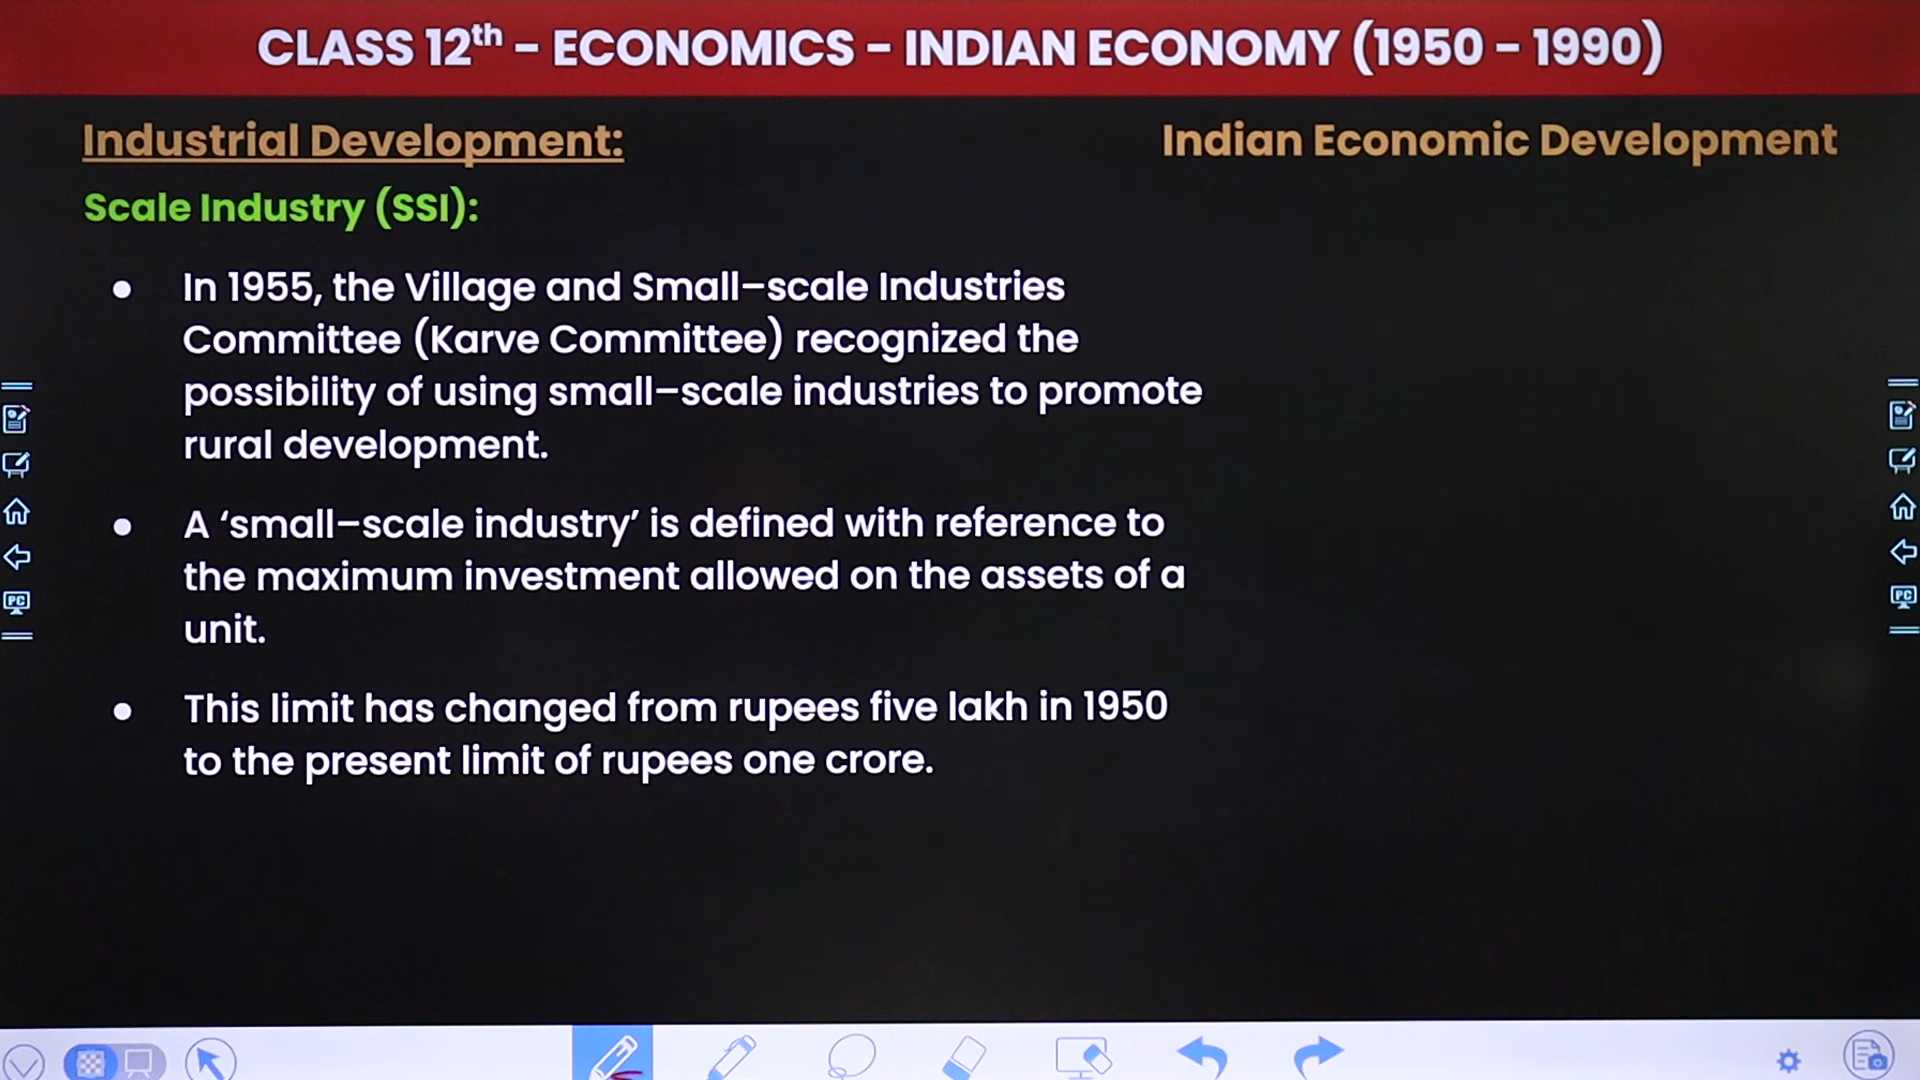 CLASS 12th – ECONOMICS – INDIAN ECONOMY (1950 – 1990)
Industrial Development:
Indian Economic Development
Scale Industry (SSI):
● In 1955, the Village and Small–scale Industries
Committee (Karve Committee) recognized the
possibility of using small–scale industries to promote
rural development.
● A ‘small–scale industry’ is defined with reference to
the maximum investment allowed on the assets of a
unit.
● This limit has changed from rupees five lakh in 1950
to the present limit of rupees one crore.
PC
PC